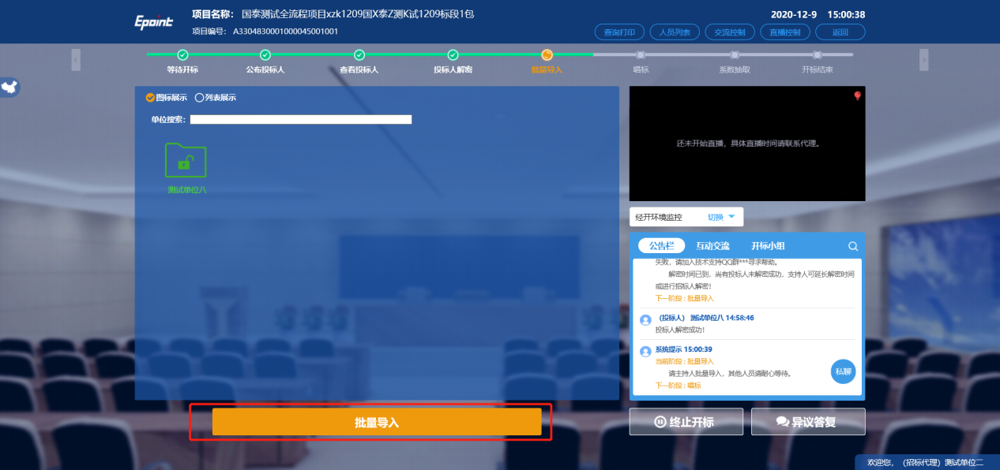 Epoint
项目名称： 国泰测试全流程项目xzk1209国X泰Z测K试1209标段1包
项目编号： A3304830001000045001001
2020-12-9 15:00:38
查询打印 人员列表 交流控制 直播控制 返回
等待开标 公布投标人 查看投标人 投标人解密 批量导入 唱标 系数抽取 开标结束
图标展示 列表展示
单位搜索：
测试单位八
批量导入
还未开始直播，具体直播时间请联系代理。
经开环境监控 切换
公告栏 互动交流 开标小组
失败，请加入技术支持QQ群***寻求帮助。
解密时间已到，尚有投标人未解密成功，支持人可延长解密时间
或进行招标人解密！
下一阶段 : 批量导入
（投标人） 测试单位八 14:58:46
投标人解密成功！
系统提示 15:00:39
当前阶段 : 批量导入
请主持人批量导入，其他人员请耐心等待。
下一阶段 : 唱标
私聊
终止开标 异议答复
欢迎您，（招标代理）测试单位二